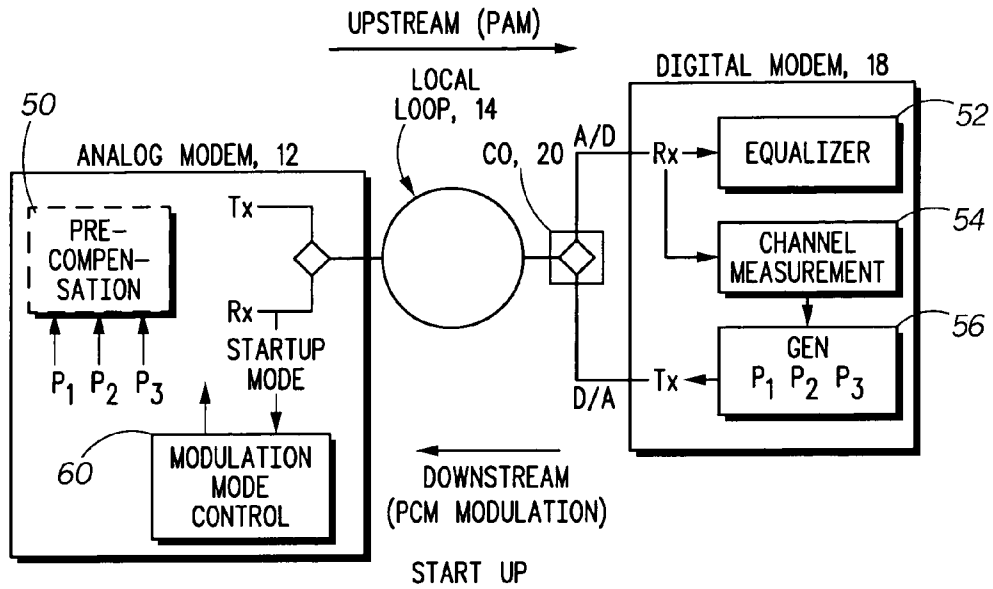 UPSTREAM (PAM)
LOCAL
LOOP, 14
DIGITAL MODEM, 18
50
52
ANALOG MODEM, 12
CO, 20
A/D
Rx
EQUALIZER
PRE-
COMPEN-
SATION
Tx
54
CHANNEL
MEASUREMENT
Rx
STARTUP
MODE
56
GEN
P1 P2 P3
P1 P2 P3
Tx
D/A
60
MODULATION
MODE
CONTROL
DOWNSTREAM
(PCM MODULATION)
START UP